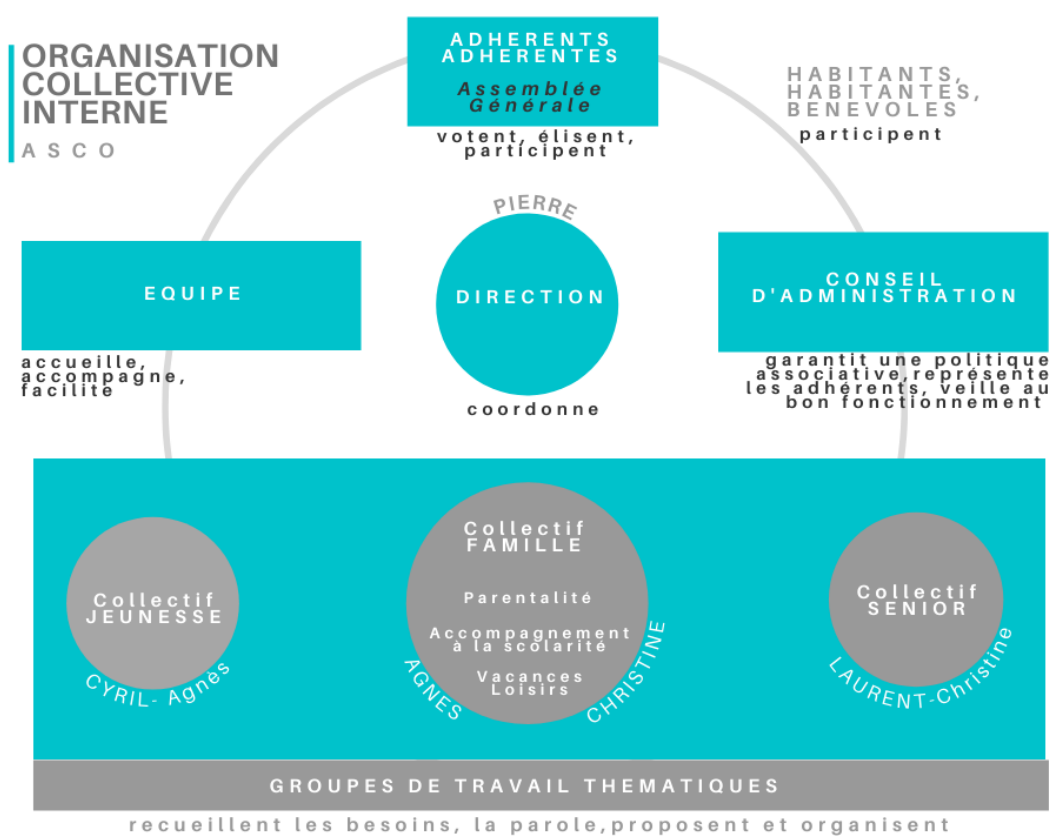 ORGANISATION
COLLECTIVE
INTERNE
ASCO
ADHERENTS
ADHERENTES
Assemblée
Générale
votent, élisent,
participent
HABITANTS,
HABITANTES,
BENEVOLES
participent
PIERRE
DIRECTION
coordonne
EQUIPE
accueille,
accompagne,
facilite
CONSEIL
D'ADMINISTRATION
garantit une politique
associative,représente
les adhérents, veille au
bon fonctionnement
Collectif
JEUNESSE
CYRIL- Agnès
Collectif
FAMILLE
Parentalité
Accompagnement
à la scolarité
Vacances
Loisirs
AGNES
CHRISTINE
Collectif
SENIOR
LAURENT-Christine
GROUPES DE TRAVAIL THEMATIQUES
recueillent les besoins, la parole,proposent et organisent